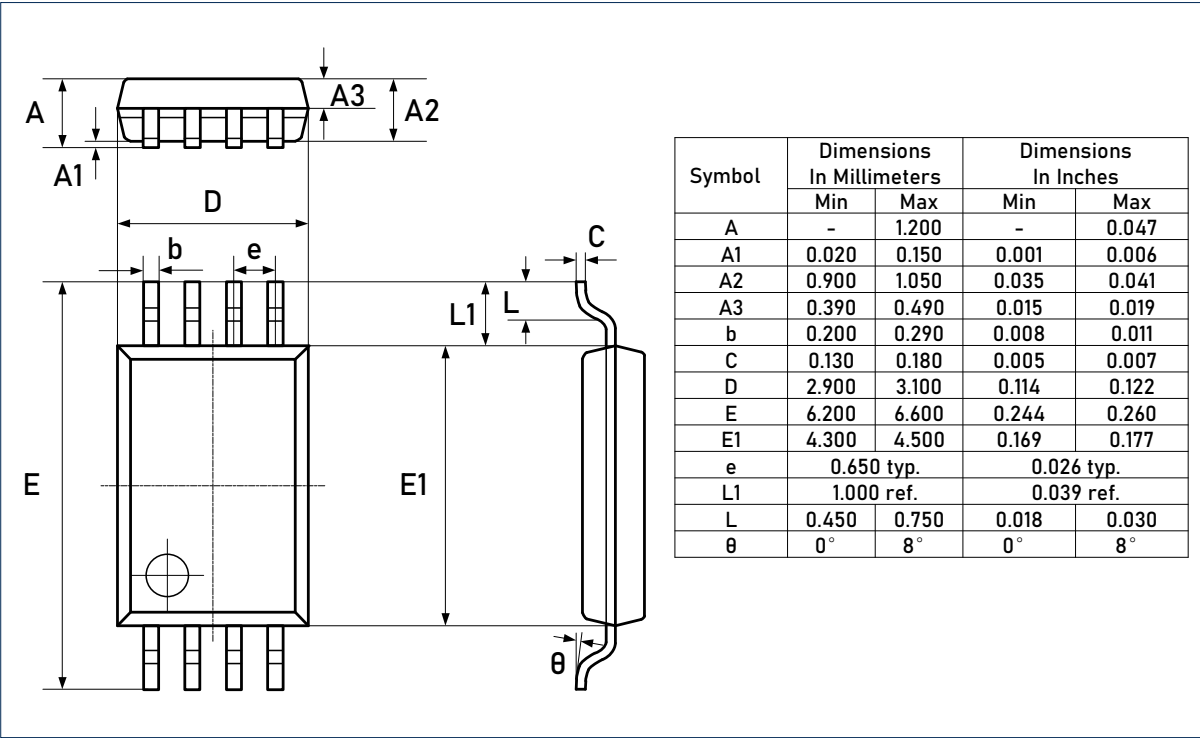 A
A1
A3
A2
D
b
e
C
L
L1
E
E1
θ
Symbol Dimensions In Millimeters Dimensions In Inches
Min Max Min Max
A - 1.200 - 0.047
A1 0.020 0.150 0.001 0.006
A2 0.900 1.050 0.035 0.041
A3 0.390 0.490 0.015 0.019
b 0.200 0.290 0.008 0.011
C 0.130 0.180 0.005 0.007
D 2.900 3.100 0.114 0.122
E 6.200 6.600 0.244 0.260
E1 4.300 4.500 0.169 0.177
e 0.650 typ. 0.026 typ.
L1 1.000 ref. 0.039 ref.
L 0.450 0.750 0.018 0.030
θ 0° 8° 0° 8°